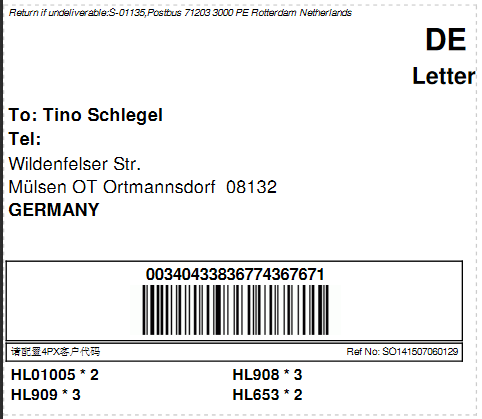 Return if undeliverable:S-01135,Postbus 71203 3000 PE Rotterdam Netherlands
DE
Letter
To: Tino Schlegel
Tel:
Wildenfelser Str.
Mülsen OT Ortmannsdorf 08132
GERMANY
00340433836774367671
请配置4PX客户代码 Ref No: SO141507060129
HL01005 * 2 HL908 * 3
HL909 * 3 HL653 * 2